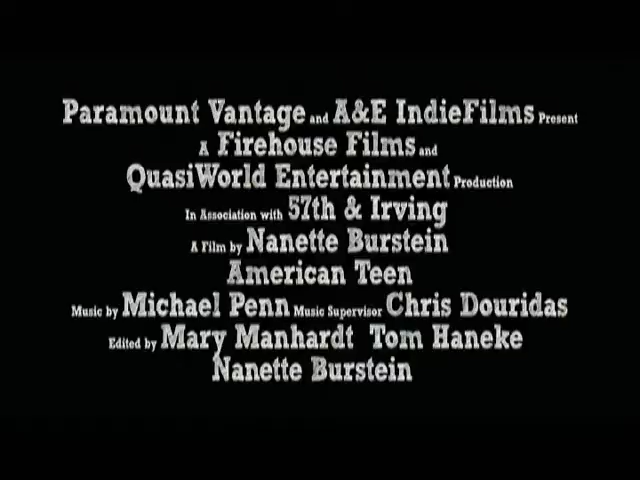 Paramount Vantage and A&E IndieFilms Present
A Firehouse Films and
QuasiWorld Entertainment Production
In Association with 57th & Irving
A Film by Nanette Burstein
American Teen
Music by Michael Penn Music Supervisor Chris Douridas
Edited by Mary Manhardt Tom Haneke
Nanette Burstein